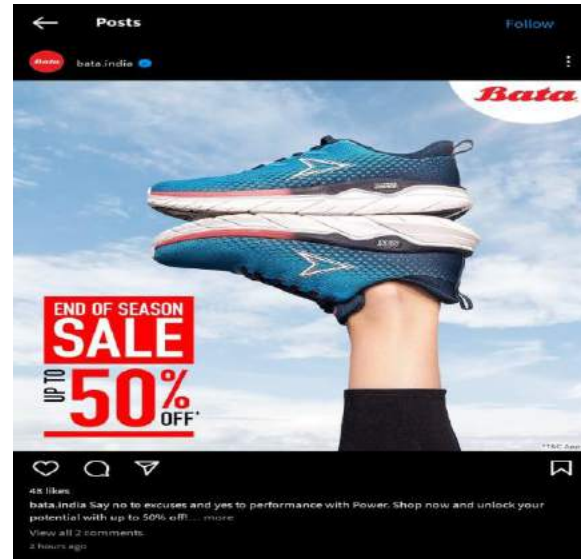 Posts
Follow
Bata
bata.india
Bata
END OF SEASON
SALE
UP TO
50%
OFF*
*T&C App
48 likes
bata.india Say no to excuses and yes to performance with Power. Shop now and unlock your
potential with up to 50% off!... more
View all 2 comments
2 hours ago